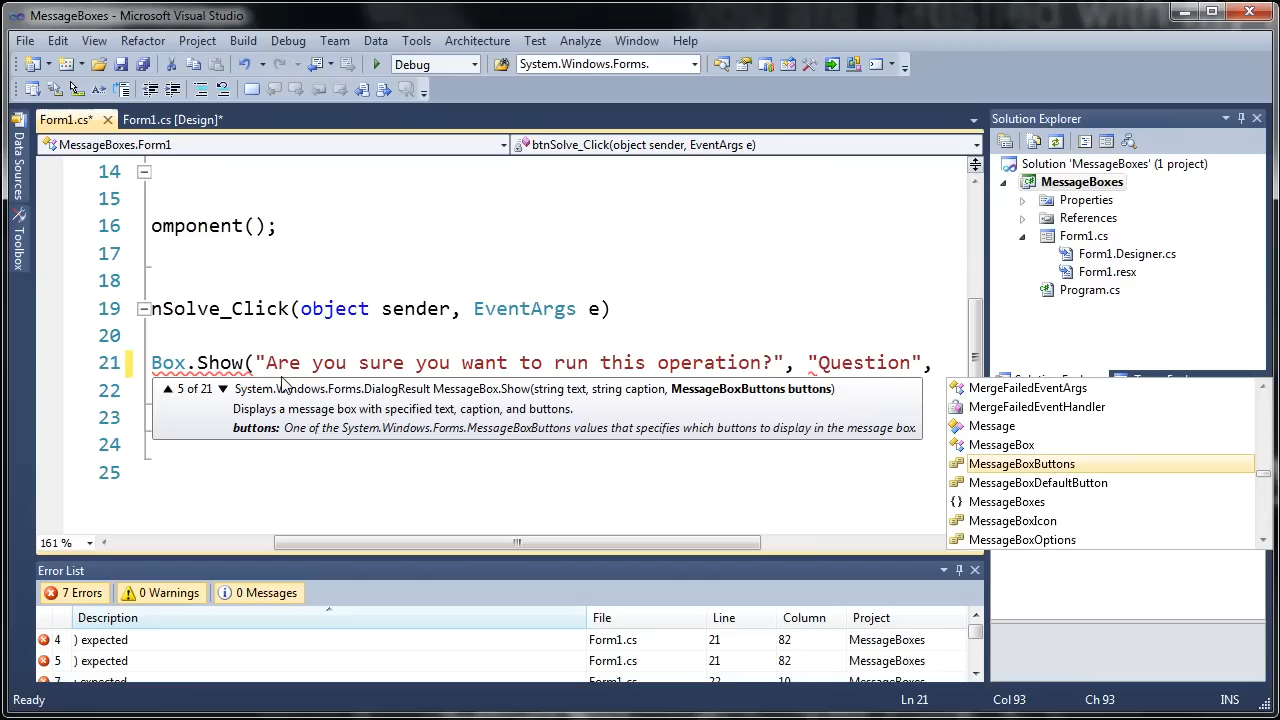 MessageBoxes - Microsoft Visual Studio
File Edit View Refactor Project Build Debug Team Data Tools Architecture Test Analyze Window Help
Debug System.Windows.Forms.
Form1.cs* Form1.cs [Design]*
MessageBoxes.Form1 btnSolve_Click(object sender, EventArgs e)
Data Sources
Toolbox
14
15
16 omponent();
17
18
19 nSolve_Click(object sender, EventArgs e)
20
21 Box.Show("Are you sure you want to run this operation?", "Question",
22
23
24
25
5 of 21 System.Windows.Forms.DialogResult MessageBox.Show(string text, string caption, MessageBoxButtons buttons)
Displays a message box with specified text, caption, and buttons.
buttons: One of the System.Windows.Forms.MessageBoxButtons values that specifies which buttons to display in the message box.
MergeFailedEventArgs
MergeFailedEventHandler
Message
MessageBox
MessageBoxButtons
MessageBoxDefaultButton
MessageBoxes
MessageBoxIcon
MessageBoxOptions
161 %
Solution Explorer
Solution 'MessageBoxes' (1 project)
MessageBoxes
Properties
References
Form1.cs
Form1.Designer.cs
Form1.resx
Program.cs
Error List
7 Errors 0 Warnings 0 Messages
Description File Line Column Project
4 ) expected Form1.cs 21 82 MessageBoxes
5 ) expected Form1.cs 21 82 MessageBoxes
Ready Ln 21 Col 93 Ch 93 INS